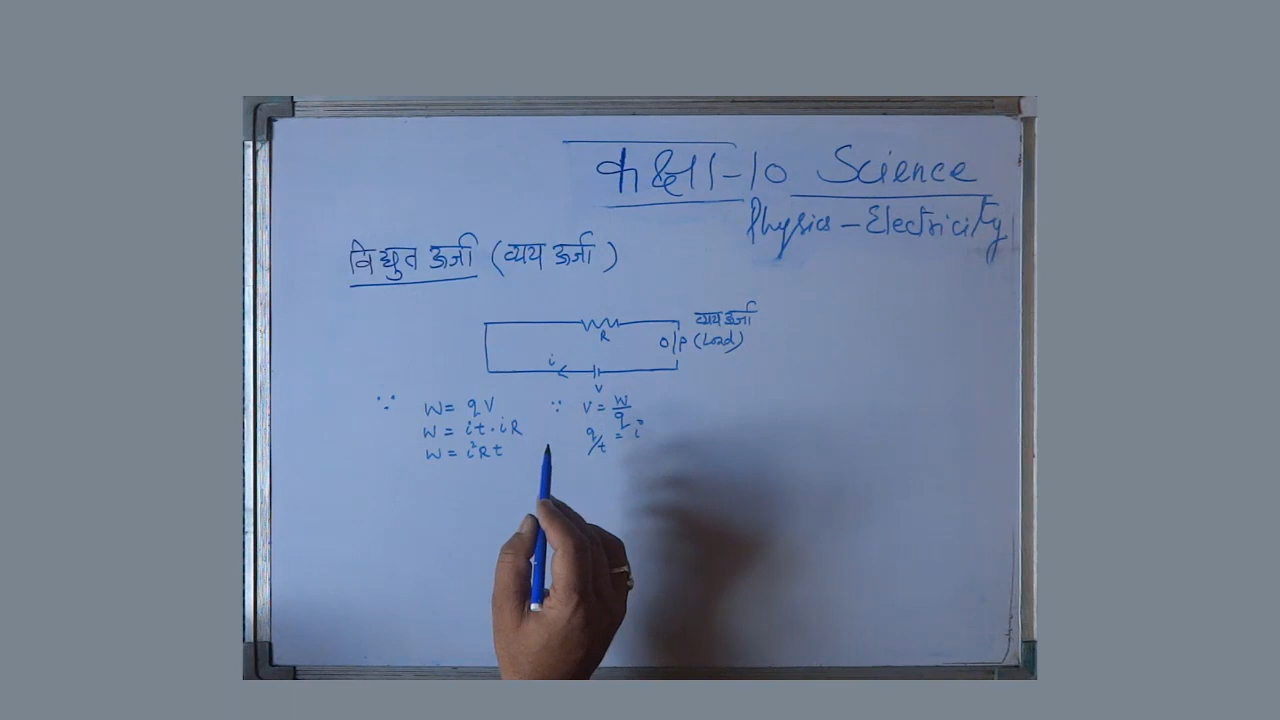 कक्षा-10 Science
Physics - Electricity
विद्युत ऊर्जा (व्यय ऊर्जा)
व्यय ऊर्जा
R
O/P (Load)
i
V
∵ W = qV ∵ V = W/q
W = it·iR q/t = i
W = i²Rt